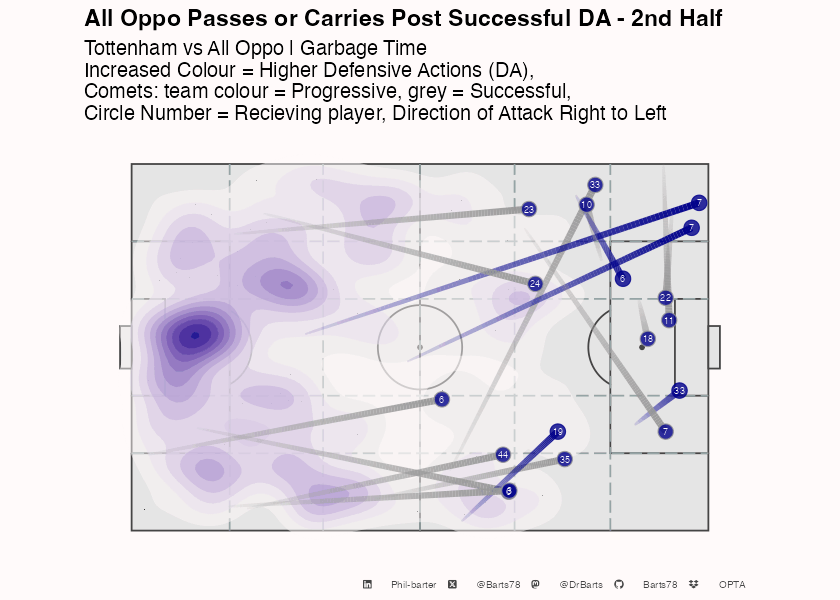 All Oppo Passes or Carries Post Successful DA - 2nd Half
Tottenham vs All Oppo | Garbage Time
Increased Colour = Higher Defensive Actions (DA),
Comets: team colour = Progressive, grey = Successful,
Circle Number = Recieving player, Direction of Attack Right to Left
33
7
10
23
7
6
24
22
11
18
33
6
19
7
44
35
Phil-barter @Barts78 @DrBarts Barts78 OPTA